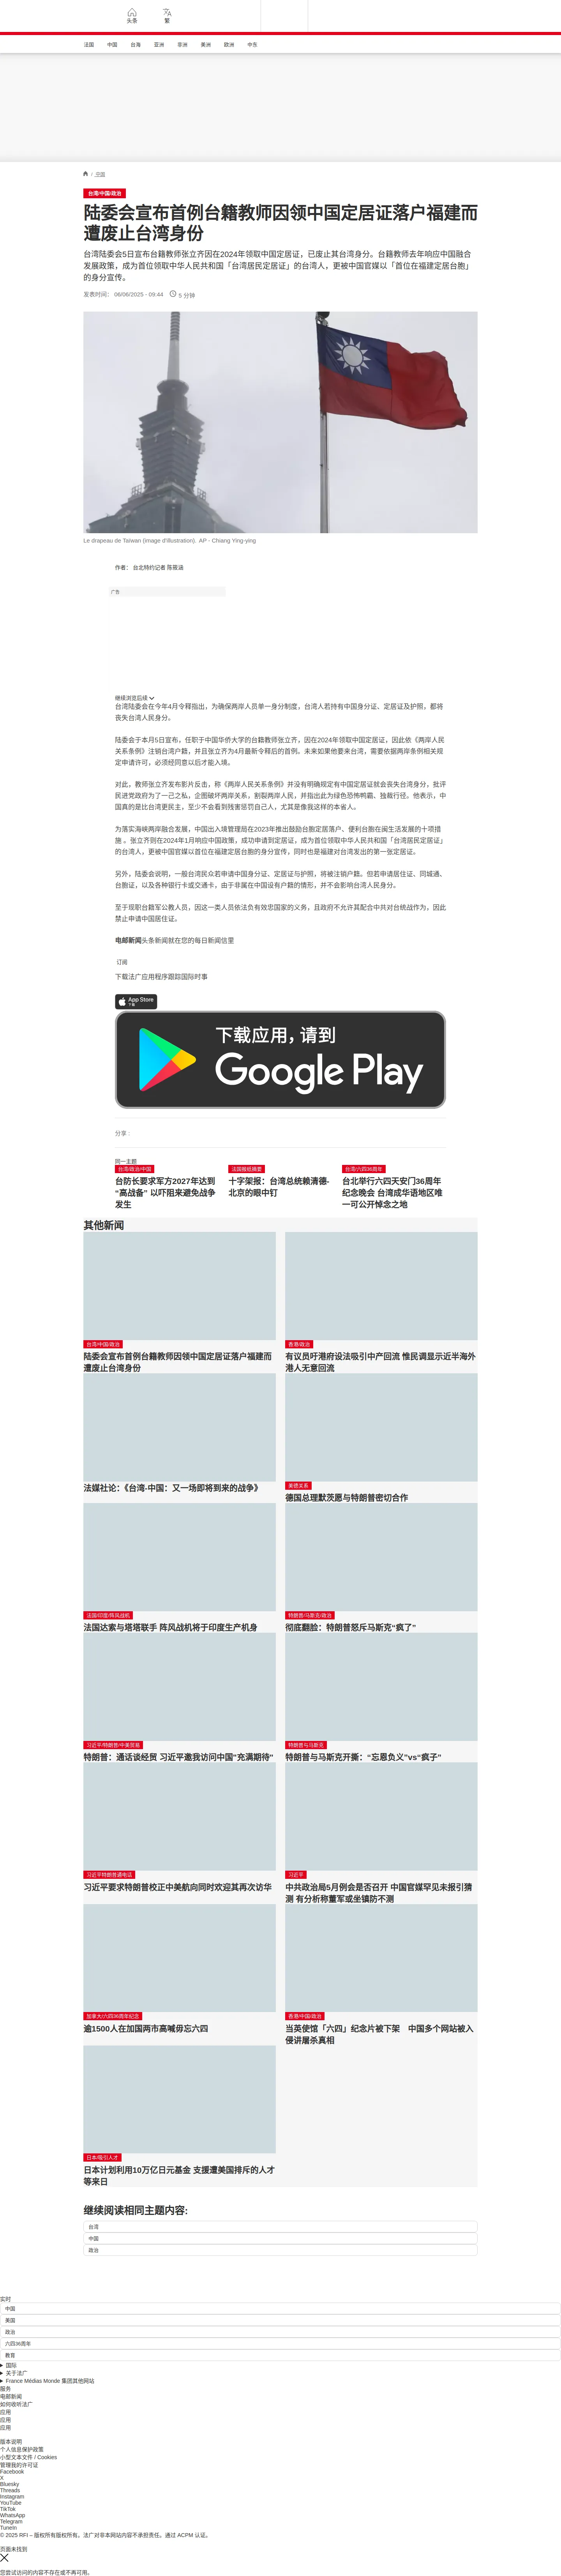 头条
繁
法国
中国
台海
亚洲
非洲
美洲
欧洲
中东
/ 中国
台湾/中国/政治
陆委会宣布首例台籍教师因领中国定居证落户福建而
遭废止台湾身份
台湾陆委会5日宣布台籍教师张立齐因在2024年领取中国定居证，已废止其台湾身分。台籍教师去年响应中国融合
发展政策，成为首位领取中华人民共和国「台湾居民定居证」的台湾人，更被中国官媒以「首位在福建定居台胞」
的身分宣传。
发表时间： 06/06/2025 - 09:44
5 分钟
Le drapeau de Taiwan (image d'illustration). AP - Chiang Ying-ying
作者： 台北特约记者 陈筱涵
广告
继续浏览后续
台湾陆委会在今年4月令释指出，为确保两岸人员单一身分制度，台湾人若持有中国身分证、定居证及护照，都将
丧失台湾人民身分。
陆委会于本月5日宣布，任职于中国华侨大学的台籍教师张立齐，因在2024年领取中国定居证，因此依《两岸人民
关系条例》注销台湾户籍，并且张立齐为4月最新令释后的首例。未来如果他要来台湾，需要依据两岸条例相关规
定申请许可，必须经同意以后才能入境。
对此，教师张立齐发布影片反击，称《两岸人民关系条例》并没有明确规定有中国定居证就会丧失台湾身分，批评
民进党政府为了一己之私，企图破坏两岸关系，割裂两岸人民，并指出此为绿色恐怖鸭霸、独裁行径。他表示，中
国真的是比台湾更民主，至少不会看到残害惩罚自己人，尤其是像我这样的本省人。
为落实海峡两岸融合发展，中国出入境管理局在2023年推出鼓励台胞定居落户、便利台胞在闽生活发展的十项措
施 。张立齐则在2024年1月响应中国政策，成功申请到定居证，成为首位领取中华人民共和国「台湾居民定居证」
的台湾人，更被中国官媒以首位在福建定居台胞的身分宣传，同时也是福建对台湾发出的第一张定居证。
另外，陆委会说明，一般台湾民众若申请中国身分证、定居证与护照，将被注销户籍。但若申请居住证、同城通、
台胞证，以及各种银行卡或交通卡，由于非属在中国设有户籍的情形，并不会影响台湾人民身分。
至于现职台籍军公教人员，因这一类人员依法负有效忠国家的义务，且政府不允许其配合中共对台统战作为，因此
禁止申请中国居住证。
电邮新闻头条新闻就在您的每日新闻信里
订阅
下载法广应用程序跟踪国际时事
App Store
下载
下载应用，请到
Google Play
分享 :
同一主题
台湾/政治/中国
台防长要求军方2027年达到
“高战备” 以吓阻来避免战争
发生
法国报纸摘要
十字架报：台湾总统赖清德-
北京的眼中钉
台湾/六四36周年
台北举行六四天安门36周年
纪念晚会 台湾成华语地区唯
一可公开悼念之地
其他新闻
台湾/中国/政治
陆委会宣布首例台籍教师因领中国定居证落户福建而
遭废止台湾身份
香港/政治
有议员吁港府设法吸引中产回流 惟民调显示近半海外
港人无意回流
法媒社论：《台湾-中国：又一场即将到来的战争》
美德关系
德国总理默茨愿与特朗普密切合作
法国/印度/阵风战机
法国达索与塔塔联手 阵风战机将于印度生产机身
特朗普/马斯克/政治
彻底翻脸：特朗普怒斥马斯克“疯了”
习近平/特朗普/中美贸易
特朗普：通话谈经贸 习近平邀我访问中国"充满期待"
特朗普与马斯克
特朗普与马斯克开撕：“忘恩负义”vs“疯子”
习近平特朗普通电话
习近平要求特朗普校正中美航向同时欢迎其再次访华
习近平
中共政治局5月例会是否召开 中国官媒罕见未报引猜
测 有分析称董军或坐镇防不测
加拿大/六四36周年纪念
逾1500人在加国两市高喊毋忘六四
香港/中国/政治
当英使馆「六四」纪念片被下架　中国多个网站被入
侵讲屠杀真相
日本/吸引人才
日本计划利用10万亿日元基金 支援遭美国排斥的人才
等来日
继续阅读相同主题内容:
台湾
中国
政治
实时
中国
美国
政治
六四36周年
教育
国际
关于法广
France Médias Monde 集团其他网站
服务
电邮新闻
如何收听法广
应用
应用
应用
版本说明
个人信息保护政策
小型文本文件 / Cookies
管理我的许可证
Facebook
X
Bluesky
Threads
Instagram
YouTube
TikTok
WhatsApp
Telegram
TuneIn
© 2025 RFI – 版权所有版权所有。法广对非本网站内容不承担责任。通过 ACPM 认证。
页面未找到
您尝试访问的内容不存在或不再可用。